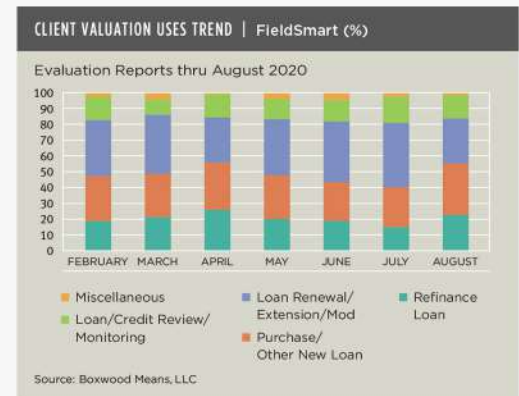 CLIENT VALUATION USES TREND | FieldSmart (%)
Evaluation Reports thru August 2020
100
90
80
70
60
50
40
30
20
10
0
FEBRUARY MARCH APRIL MAY JUNE JULY AUGUST
Miscellaneous
Loan/Credit Review/
Monitoring
Loan Renewal/
Extension/Mod
Purchase/
Other New Loan
Refinance
Loan
Source: Boxwood Means, LLC